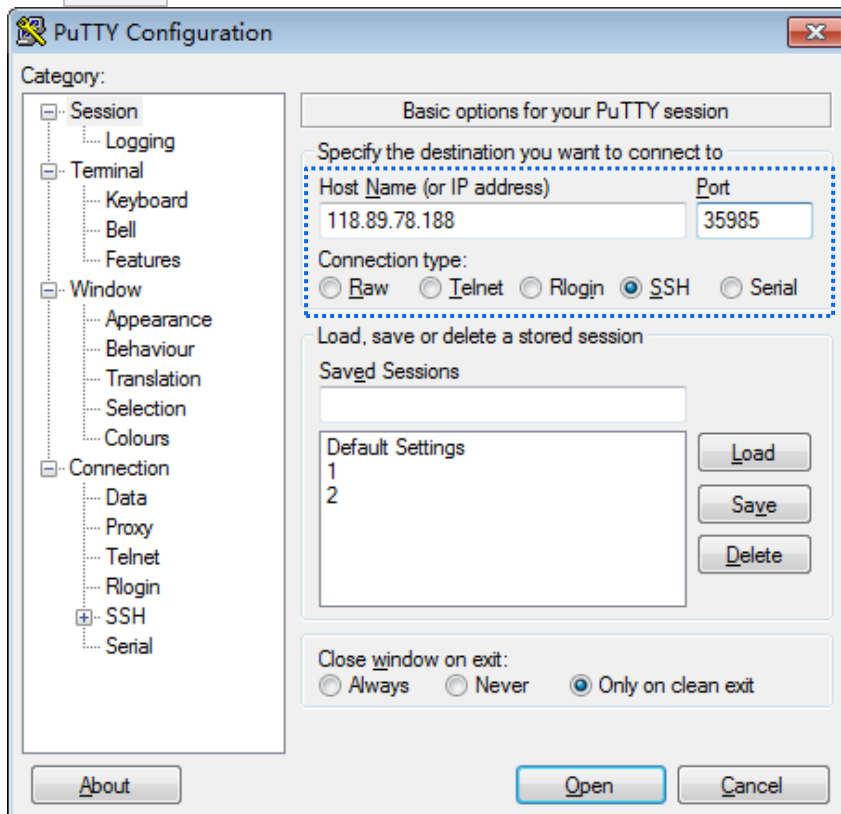 PuTTY Configuration
Category:
Session
Logging
Terminal
Keyboard
Bell
Features
Window
Appearance
Behaviour
Translation
Selection
Colours
Connection
Data
Proxy
Telnet
Rlogin
SSH
Serial
Basic options for your PuTTY session
Specify the destination you want to connect to
Host Name (or IP address) Port
118.89.78.188 35985
Connection type:
Raw Telnet Rlogin SSH Serial
Load, save or delete a stored session
Saved Sessions
Default Settings
1
2
Load
Save
Delete
Close window on exit:
Always Never Only on clean exit
About Open Cancel